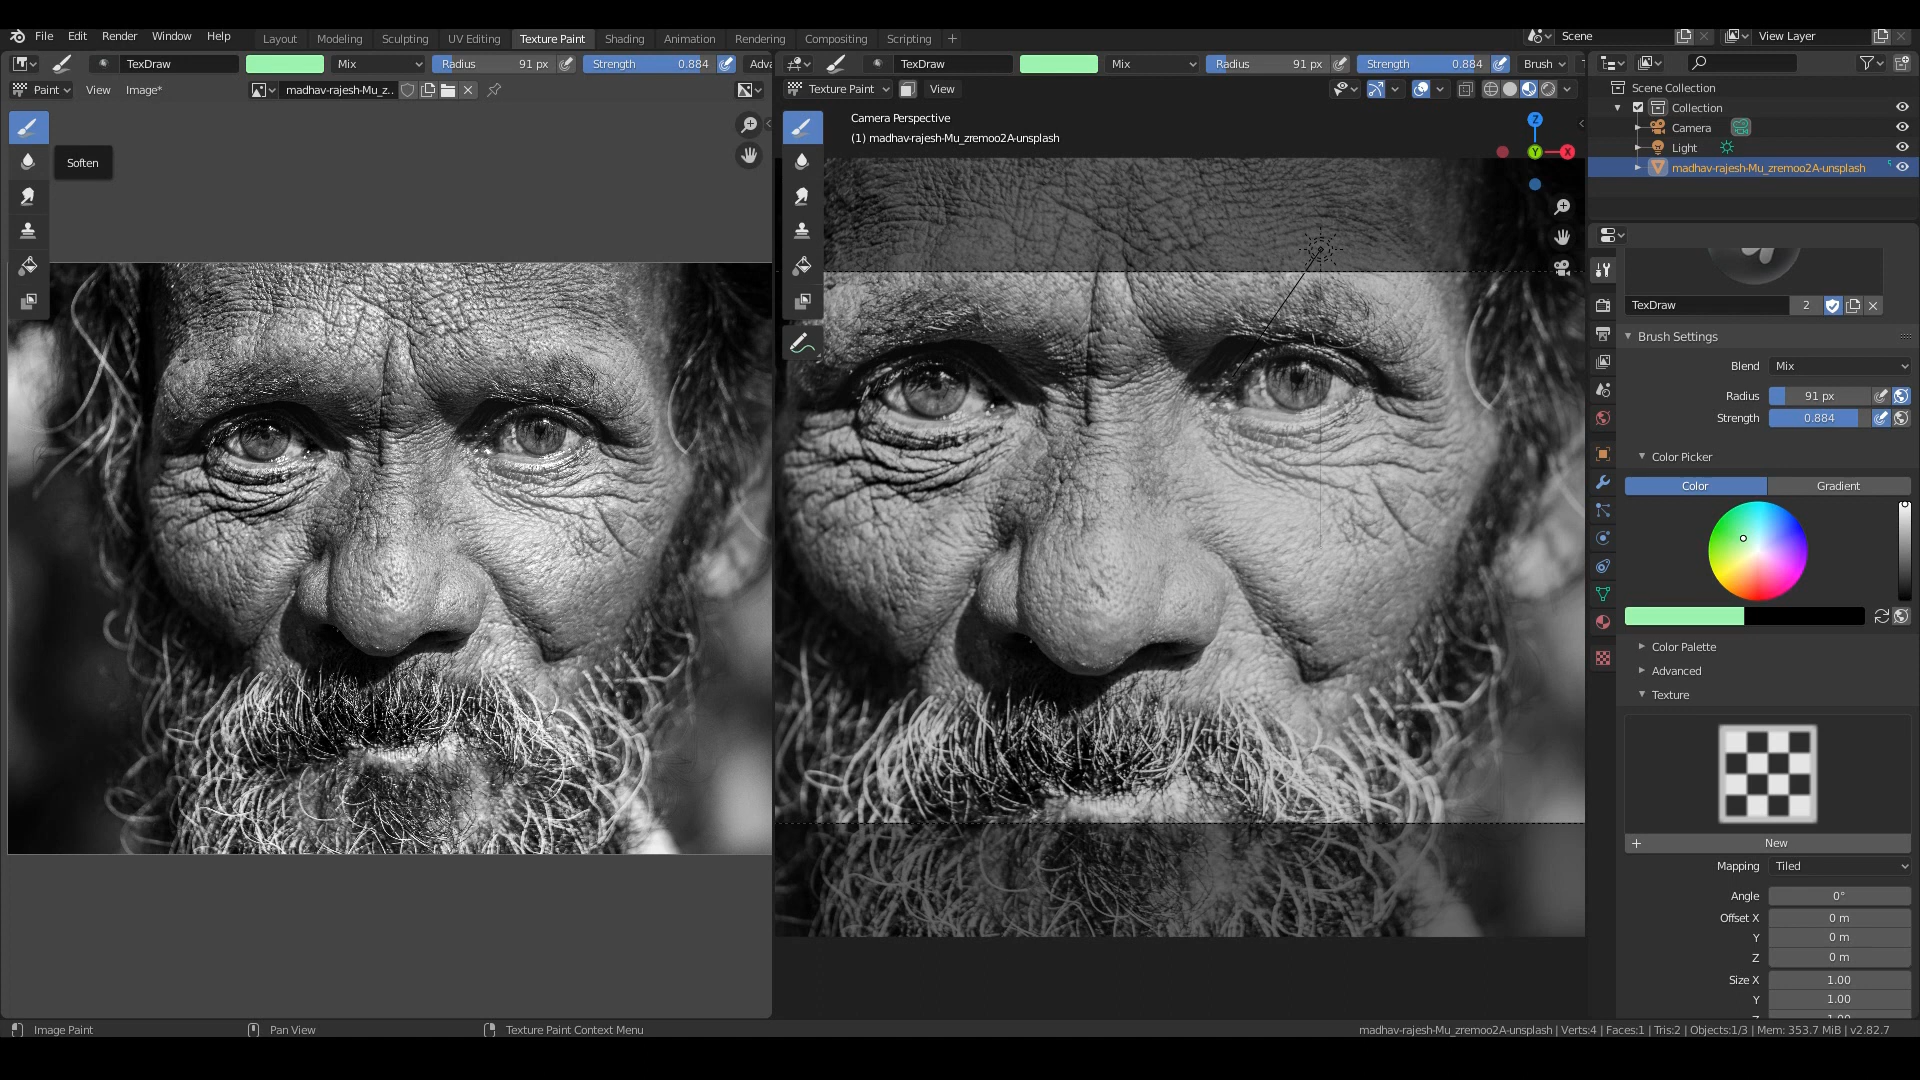 File Edit Render Window Help Layout Modeling Sculpting UV Editing Texture Paint Shading Animation Rendering Compositing Scripting + Scene View Layer
TexDraw Mix Radius 91 px Strength 0.884 Adva
TexDraw Mix Radius 91 px Strength 0.884 Brush
Paint View Image* madhav-rajesh-Mu_z..
Texture Paint View
Soften
Camera Perspective
(1) madhav-rajesh-Mu_zremoo2A-unsplash
Z
Y
X
Scene Collection
Collection
Camera
Light
madhav-rajesh-Mu_zremoo2A-unsplash
TexDraw 2
Brush Settings
Blend Mix
Radius 91 px
Strength 0.884
Color Picker
Color Gradient
Color Palette
Advanced
Texture
+ New
Mapping Tiled
Angle 0°
Offset X 0 m
Y 0 m
Z 0 m
Size X 1.00
Y 1.00
Image Paint Pan View Texture Paint Context Menu madhav-rajesh-Mu_zremoo2A-unsplash | Verts:4 | Faces:1 | Tris:2 | Objects:1/3 | Mem: 353.7 MiB | v2.82.7